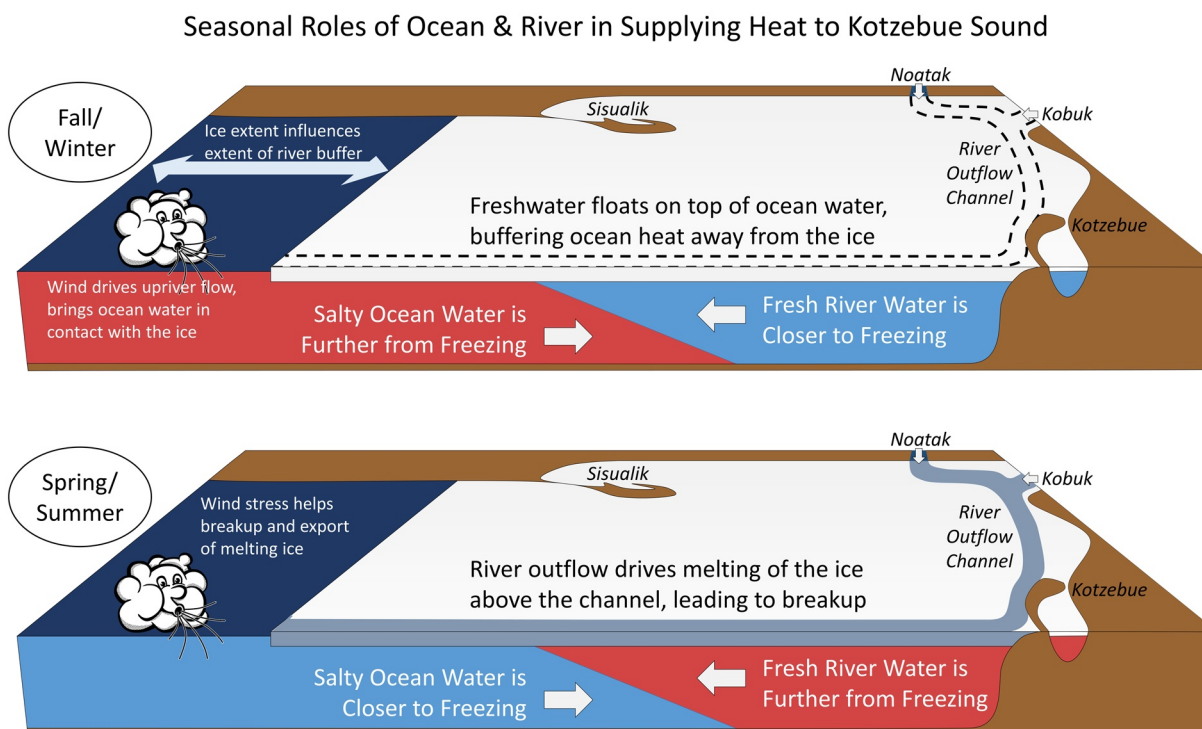 Seasonal Roles of Ocean & River in Supplying Heat to Kotzebue Sound
Fall/
Winter
Ice extent influences
extent of river buffer
Sisualik
Noatak
Kobuk
River
Outflow
Channel
Kotzebue
Freshwater floats on top of ocean water,
buffering ocean heat away from the ice
Wind drives upriver flow,
brings ocean water in
contact with the ice
Salty Ocean Water is
Further from Freezing
Fresh River Water is
Closer to Freezing
Spring/
Summer
Wind stress helps
breakup and export
of melting ice
Sisualik
Noatak
Kobuk
River
Outflow
Channel
Kotzebue
River outflow drives melting of the ice
above the channel, leading to breakup
Salty Ocean Water is
Closer to Freezing
Fresh River Water is
Further from Freezing